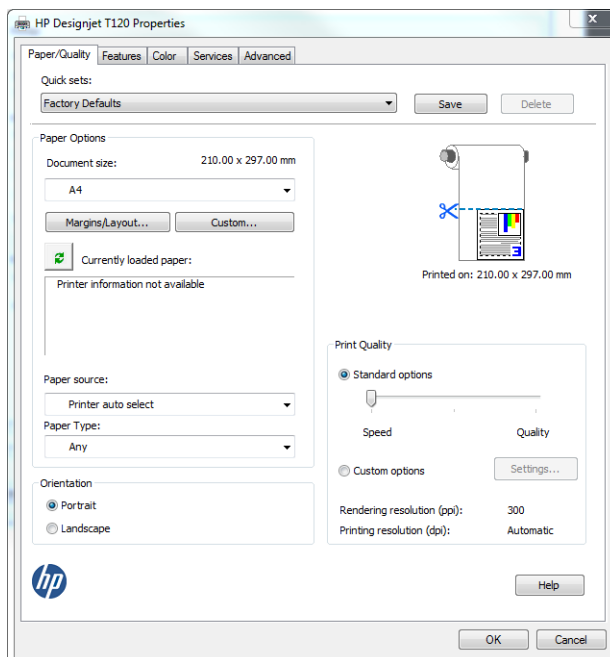 HP Designjet T120 Properties
x
Paper/Quality Features Color Services Advanced
Quick sets:
Factory Defaults
Save
Delete
Paper Options
Document size: 210.00 x 297.00 mm
A4
Margins/Layout...
Custom...
Currently loaded paper:
Printer information not available
Paper source:
Printer auto select
Paper Type:
Any
Orientation
Portrait
Landscape
Printed on: 210.00 x 297.00 mm
Print Quality
Standard options
Speed Quality
Custom options
Settings...
Rendering resolution (ppi): 300
Printing resolution (dpi): Automatic
hp
Help
OK
Cancel